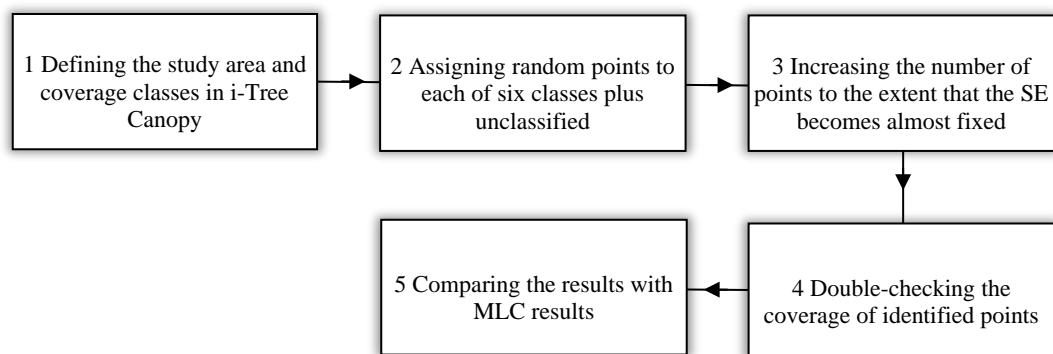 1 Defining the study area and
coverage classes in i-Tree
Canopy
2 Assigning random points to
each of six classes plus
unclassified
3 Increasing the number of
points to the extent that the SE
becomes almost fixed
4 Double-checking the
coverage of identified points
5 Comparing the results with
MLC results